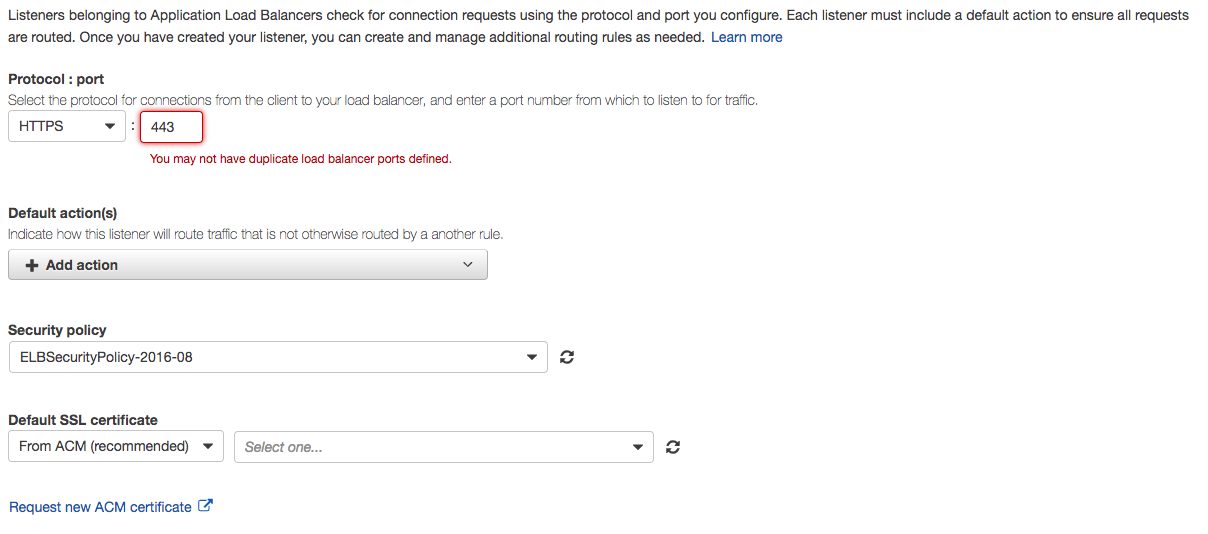 Listeners belonging to Application Load Balancers check for connection requests using the protocol and port you configure. Each listener must include a default action to ensure all requests
are routed. Once you have created your listener, you can create and manage additional routing rules as needed. Learn more
Protocol : port
Select the protocol for connections from the client to your load balancer, and enter a port number from which to listen to for traffic.
HTTPS : 443
You may not have duplicate load balancer ports defined.
Default action(s)
Indicate how this listener will route traffic that is not otherwise routed by a another rule.
Add action
Security policy
ELBSecurityPolicy-2016-08
Default SSL certificate
From ACM (recommended) Select one...
Request new ACM certificate